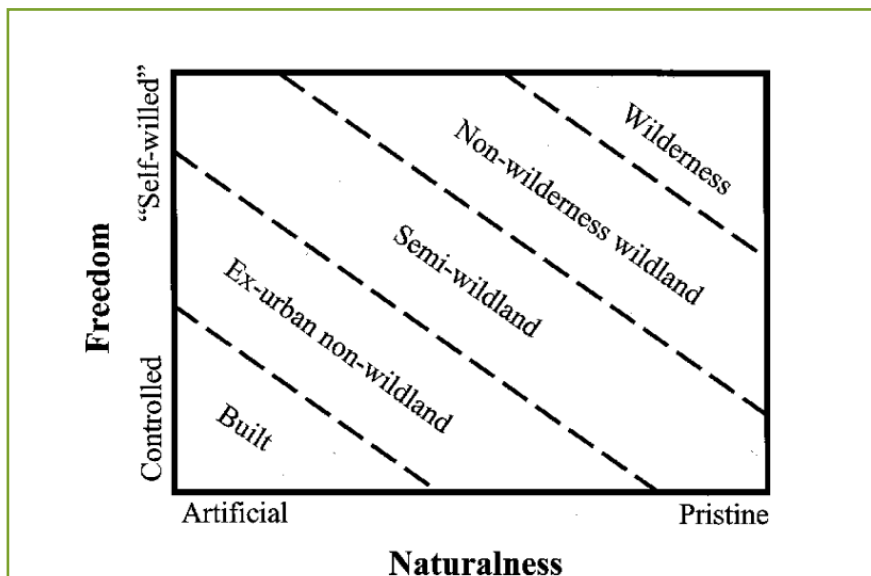 Freedom
Controlled
“Self-willed”
Wilderness
Non-wilderness wildland
Semi-wildland
Ex-urban non-wildland
Built
Artificial
Pristine
Naturalness